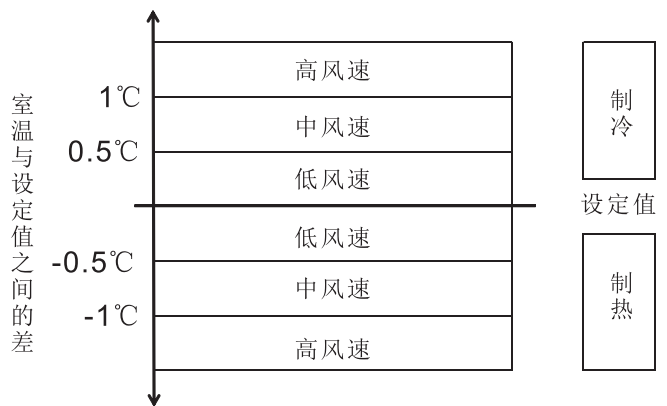 室温与设定值之间的差
1℃
0.5℃
-0.5℃
-1℃
高风速
中风速
低风速
低风速
中风速
高风速
制冷
设定值
制热